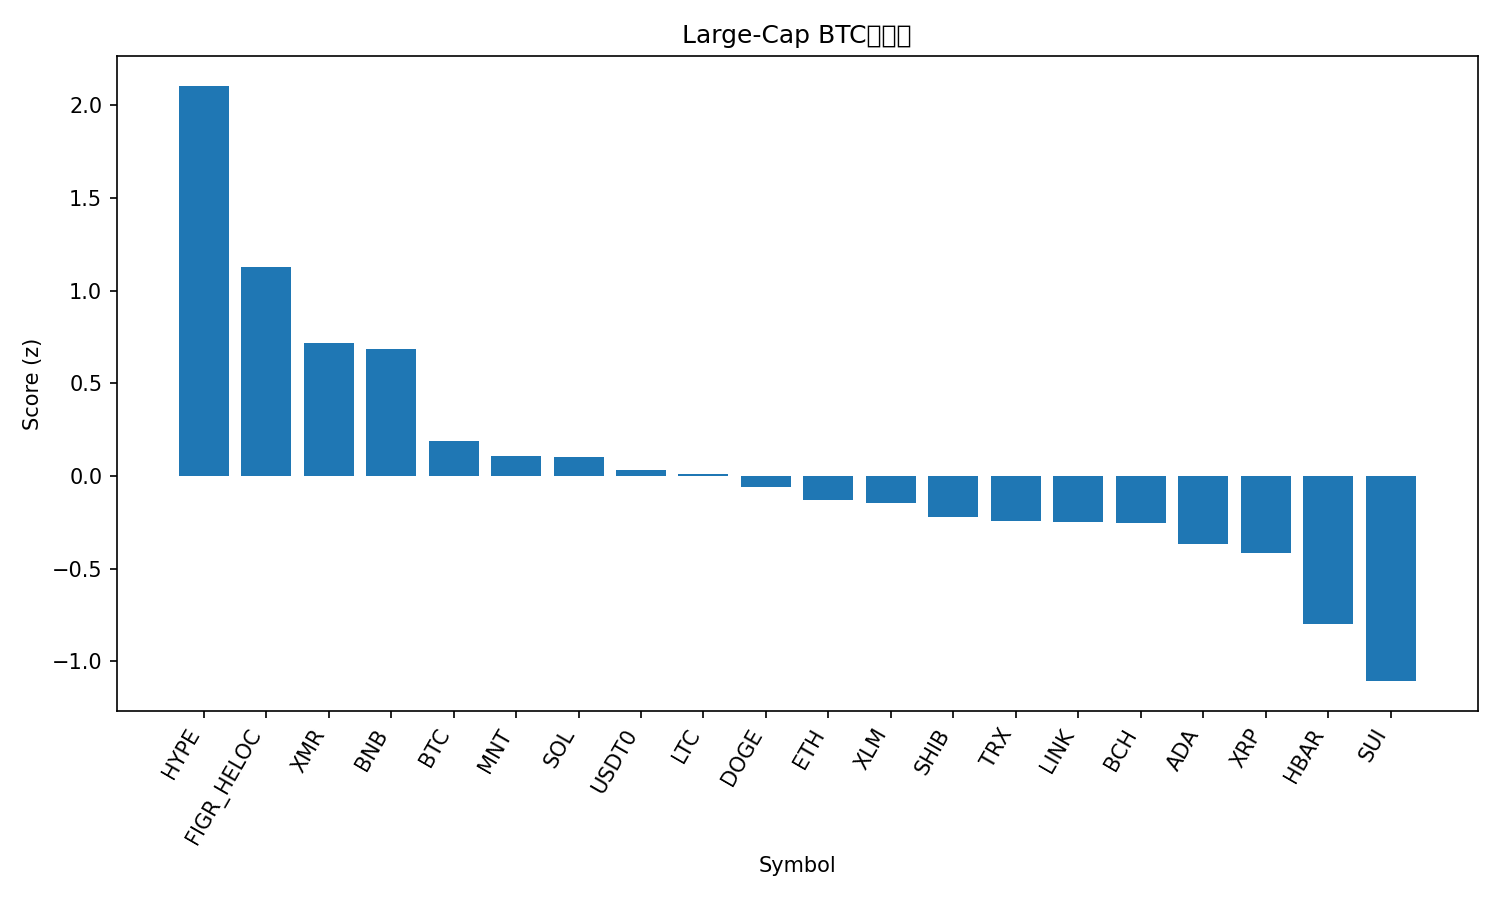 Large-Cap BTC
Score (z)
2.0
1.5
1.0
0.5
0.0
−0.5
−1.0
HYPE
FIGR_HELOC
XMR
BNB
BTC
MNT
SOL
USDT0
LTC
DOGE
ETH
XLM
SHIB
TRX
LINK
BCH
ADA
XRP
HBAR
SUI
Symbol